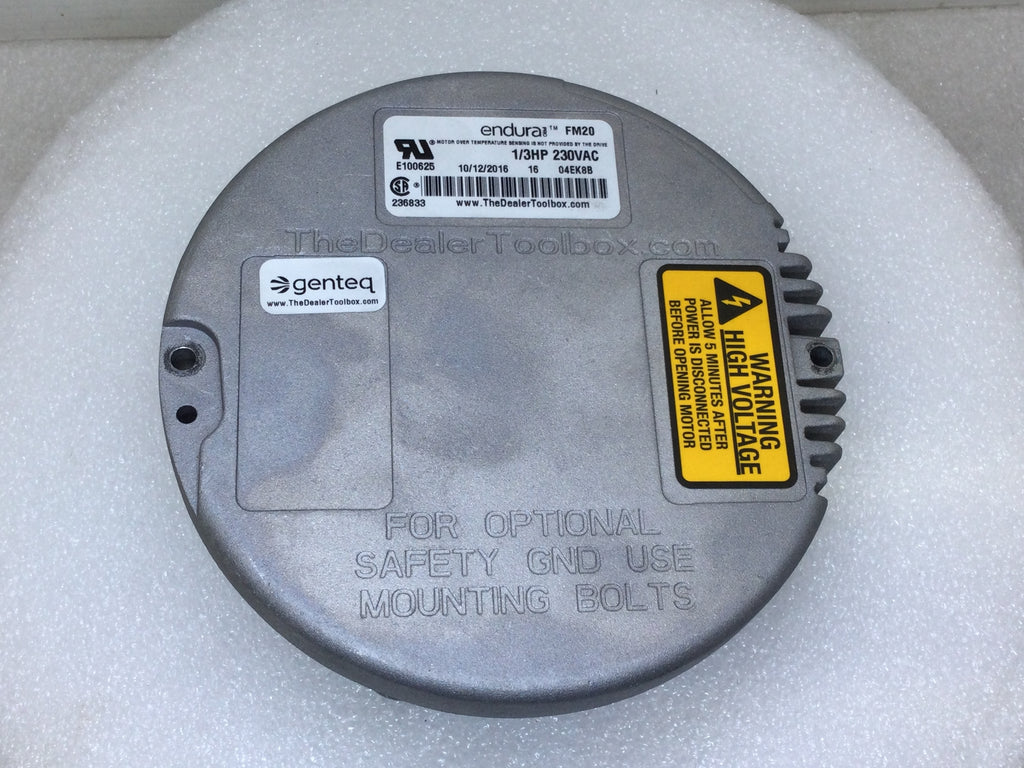 enduraPRO™ FM20
® MOTOR OVER TEMPERATURE SENSING IS NOT PROVIDED BY THE DRIVE
1/3HP 230VAC
E100625 10/12/2016 16 04EK8B
®
236833 www.TheDealerToolbox.com
TheDealerToolbox.com
genteq
www.TheDealerToolbox.com
WARNING
HIGH VOLTAGE
ALLOW 5 MINUTES AFTER
POWER IS DISCONNECTED
BEFORE OPENING MOTOR
FOR OPTIONAL
SAFETY GND USE
MOUNTING BOLTS